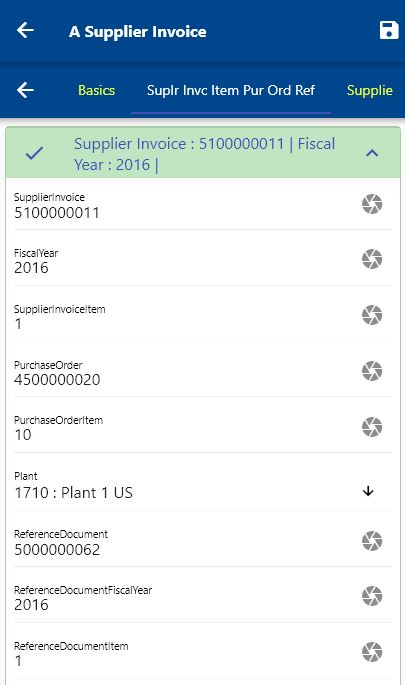 A Supplier Invoice
Basics Suplr Invc Item Pur Ord Ref Supplie
Supplier Invoice : 5100000011 | Fiscal
Year : 2016 |
SupplierInvoice
5100000011
FiscalYear
2016
SupplierInvoiceItem
1
PurchaseOrder
4500000020
PurchaseOrderItem
10
Plant
1710 : Plant 1 US
ReferenceDocument
5000000062
ReferenceDocumentFiscalYear
2016
ReferenceDocumentItem
1